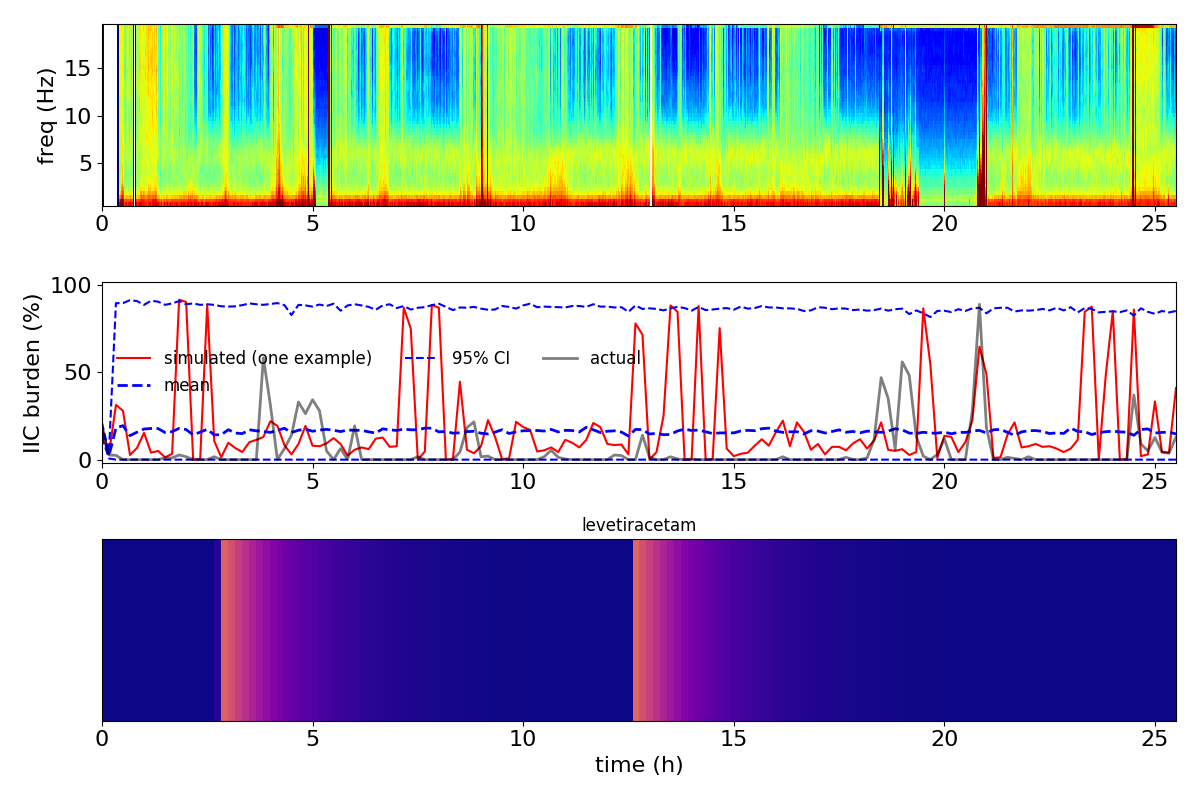 freq (Hz)
15
10
5
0 5 10 15 20 25
IIC burden (%)
100
50
0
simulated (one example) 95% CI actual
mean
0 5 10 15 20 25
levetiracetam
0 5 10 15 20 25
time (h)